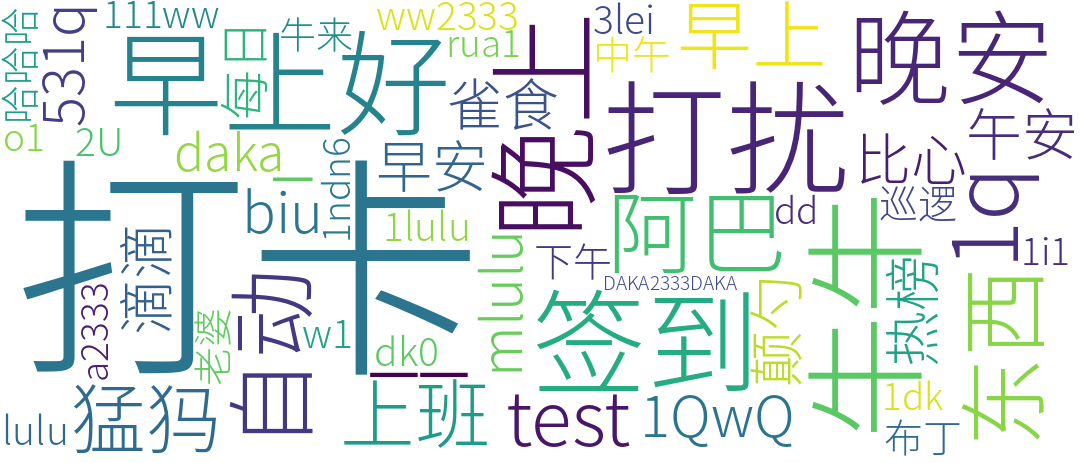 哈哈哈
531q
111ww
早上好
每日
牛来
ww2333
rua1
雀食
3lei
中午
早上
晚安
o1
2U
daka
早安
1ndn6
晚上
打扰
比心
午安
1q
打卡
滴滴
biu
1lulu
mlulu
阿巴
dd
巡逻
1i1
下午
DAKA2333DAKA
牛牛
热榜
东西
a2333
老婆
自动
w1
dk0
签到
颠勺
lulu
猛犸
上班
test
1QwQ
1dk
布丁